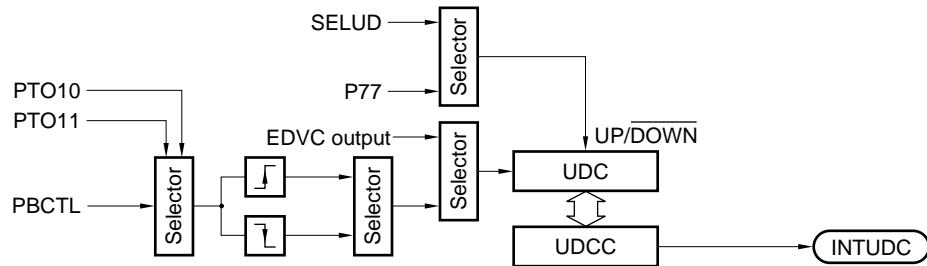 SELUD
Selector
P77
PTO10
PTO11
EDVC output
UP/DOWN
Selector
UDC
PBCTL
Selector
Selector
UDCC
INTUDC